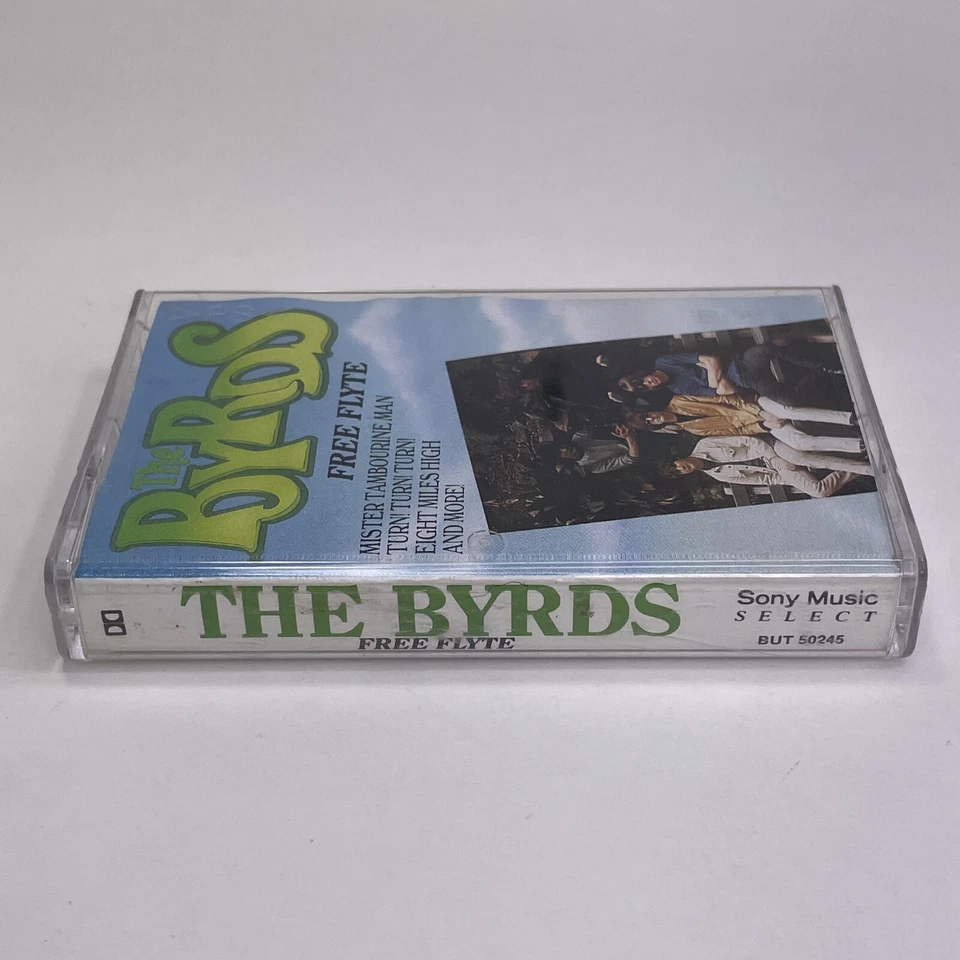 The
BYRDS
FREE FLYTE
MISTER TAMBOURINE MAN
TURN! TURN! TURN!
EIGHT MILES HIGH
AND MORE!
THE BYRDS
FREE FLYTE
Sony Music
SELECT
BUT 50245